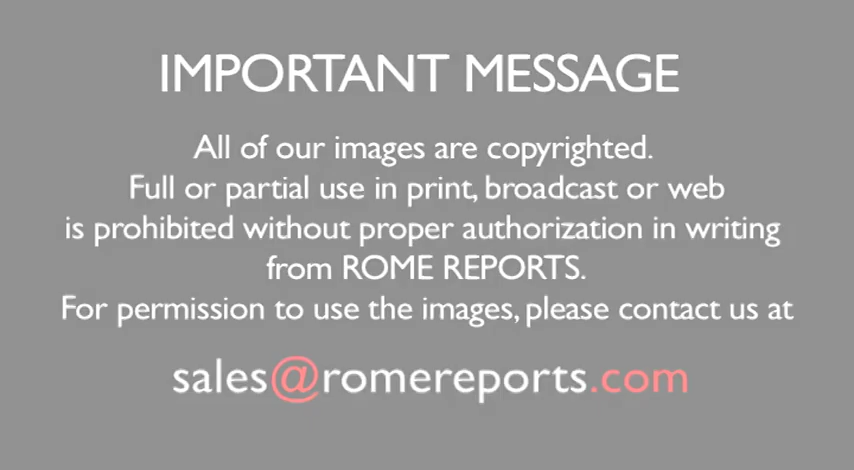 IMPORTANT MESSAGE
All of our images are copyrighted.
Full or partial use in print, broadcast or web
is prohibited without proper authorization in writing
from ROME REPORTS.
For permission to use the images, please contact us at
sales@romereports.com